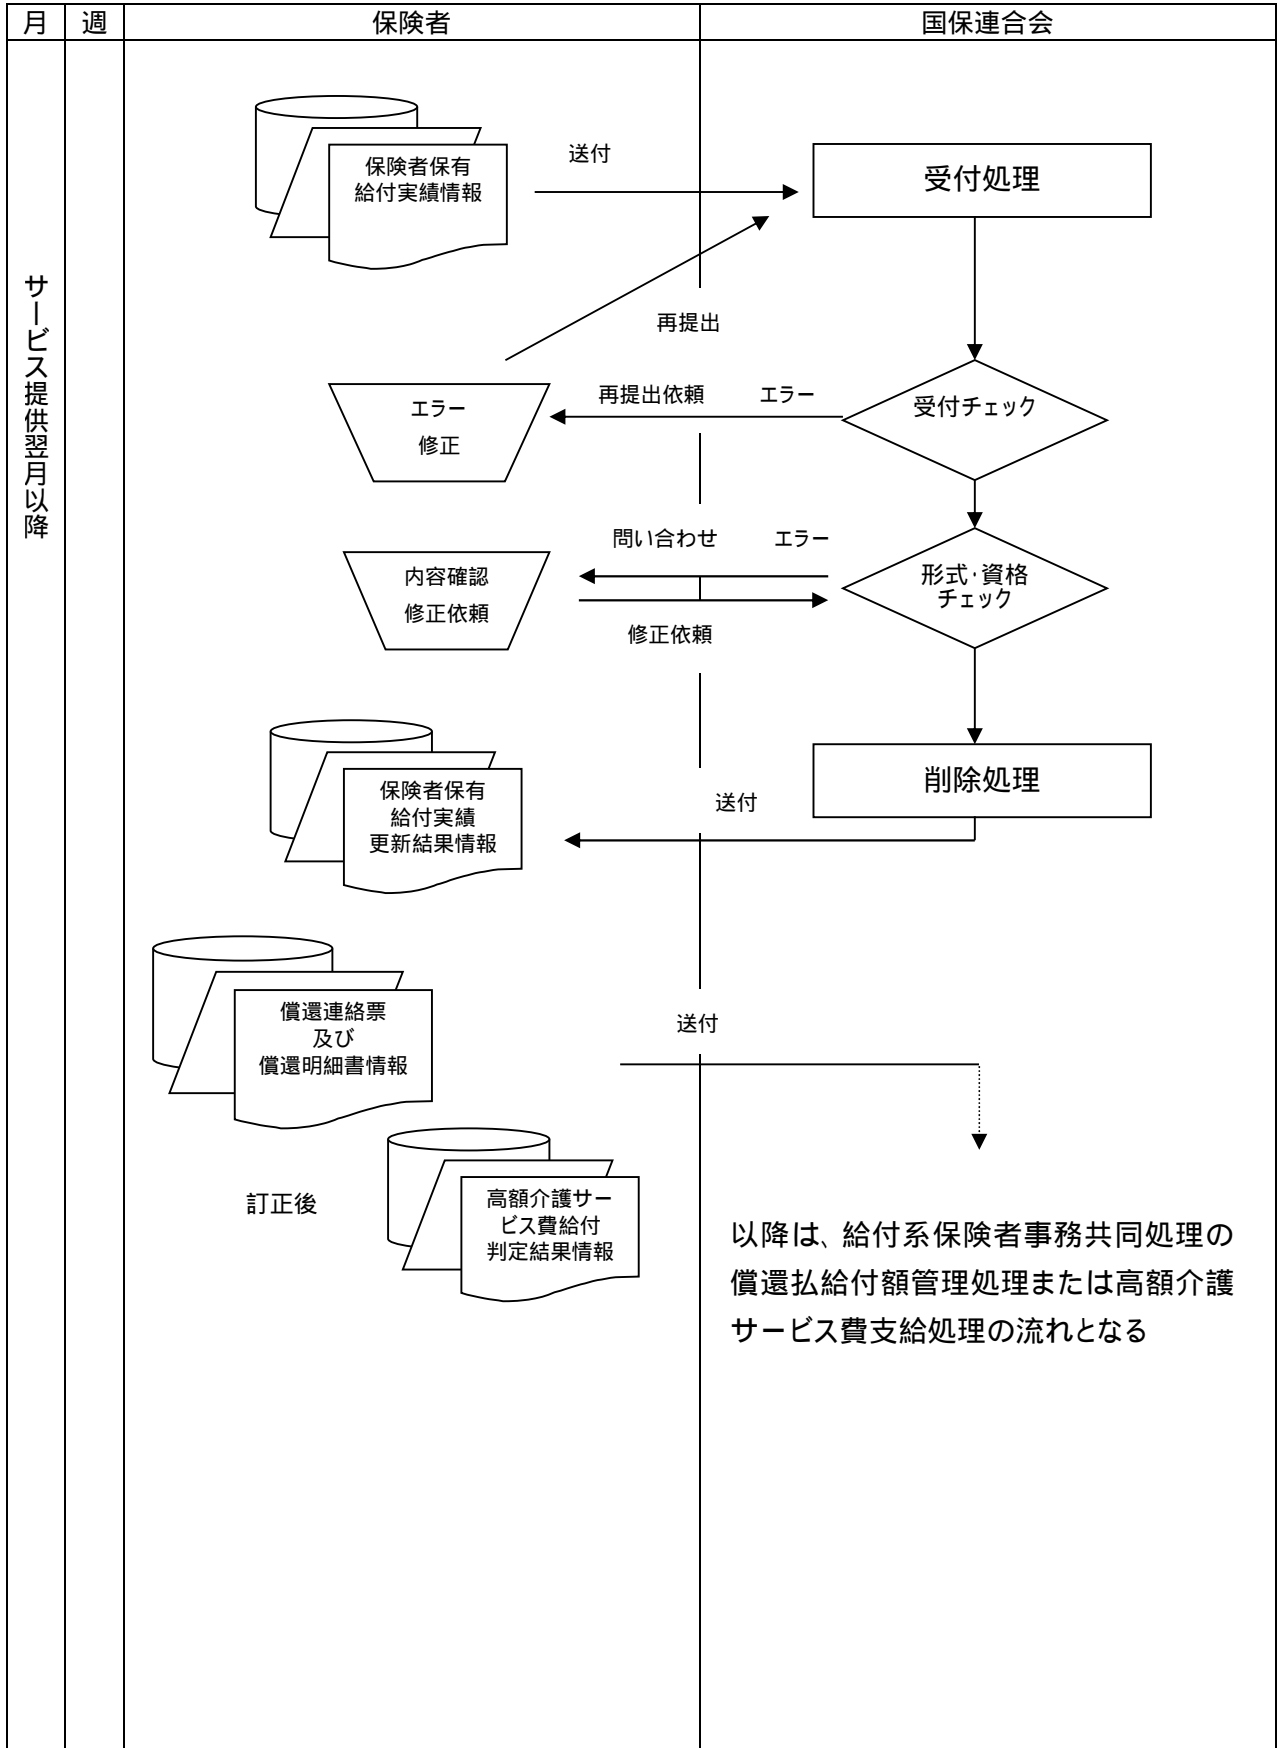 月 週 保険者 国保連合会
サービス提供翌月以降
保険者保有
給付実績情報
送付
受付処理
再提出
エラー
修正
再提出依頼 エラー
受付チェック
問い合わせ エラー
内容確認
修正依頼
形式・資格
チェック
修正依頼
保険者保有
給付実績
更新結果情報
送付
削除処理
償還連絡票
及び
償還明細書情報
送付
訂正後
高額介護サー
ビス費給付
判定結果情報
以降は、給付系保険者事務共同処理の
償還払給付額管理処理または高額介護
サービス費支給処理の流れとなる